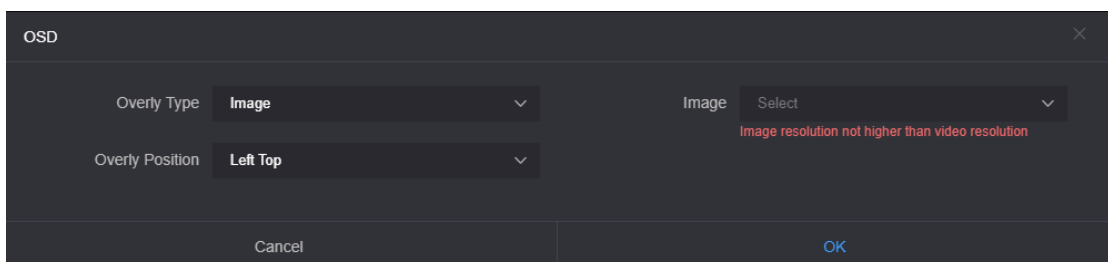 OSD
Overly Type
Image
Image
Select
Image resolution not higher than video resolution
Overly Position
Left Top
Cancel
OK